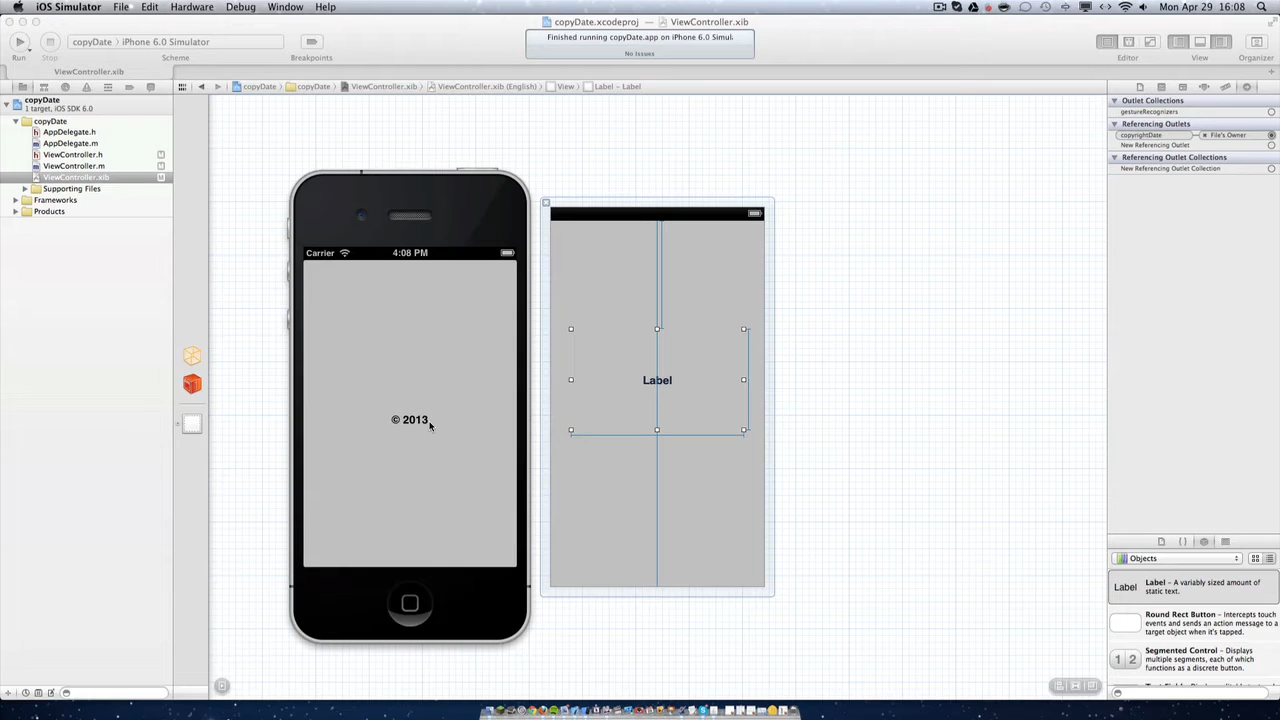 iOS Simulator File Edit Hardware Debug Window Help
Mon Apr 29 16:08
copyDate.xcodeproj — ViewController.xib
copyDate iPhone 6.0 Simulator
Finished running copyDate.app on iPhone 6.0 Simul
No Issues
Run Stop Scheme Breakpoints Editor View Organizer
ViewController.xib
copyDate copyDate ViewController.xib ViewController.xib (English) View Label - Label
copyDate
1 target, iOS SDK 6.0
copyDate
AppDelegate.h
AppDelegate.m
ViewController.h M
ViewController.m M
ViewController.xib M
Supporting Files
Frameworks
Products
Carrier 4:08 PM
© 2013
Label
Outlet Collections
gestureRecognizers
Referencing Outlets
copyrightDate File's Owner
New Referencing Outlet
Referencing Outlet Collections
New Referencing Outlet Collection
Objects
Label
Label - A variably sized amount of
static text.
Round Rect Button - Intercepts touch
events and sends an action message to a
target object when it's tapped.
1 2
Segmented Control - Displays
multiple segments, each of which
functions as a discrete button.